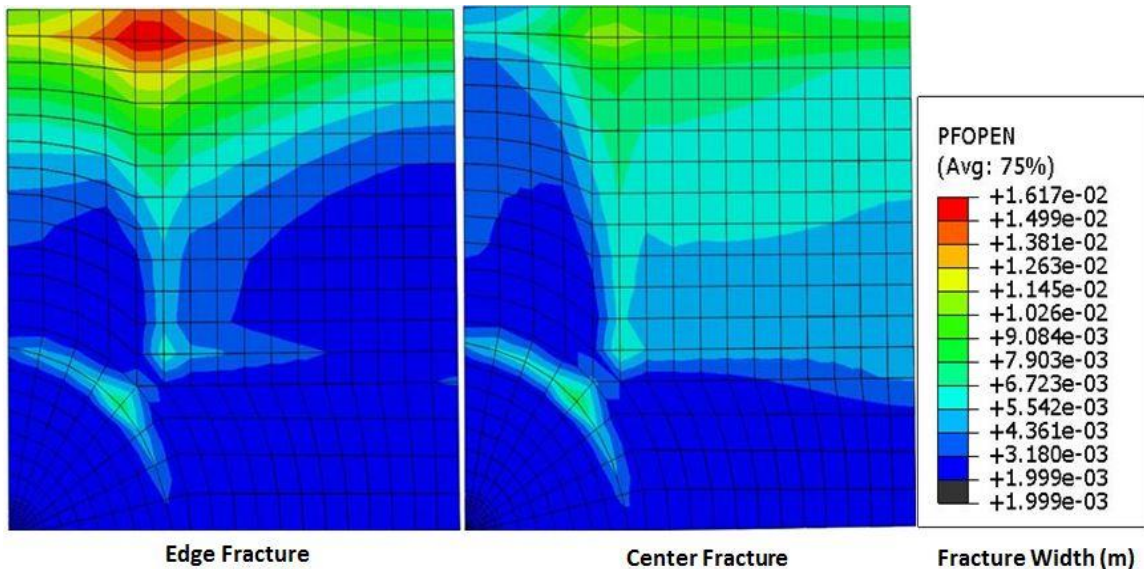 PFOPEN
(Avg: 75%)
+1.617e-02
+1.499e-02
+1.381e-02
+1.263e-02
+1.145e-02
+1.026e-02
+9.084e-03
+7.903e-03
+6.723e-03
+5.542e-03
+4.361e-03
+3.180e-03
+1.999e-03
+1.999e-03
Edge Fracture
Center Fracture
Fracture Width (m)